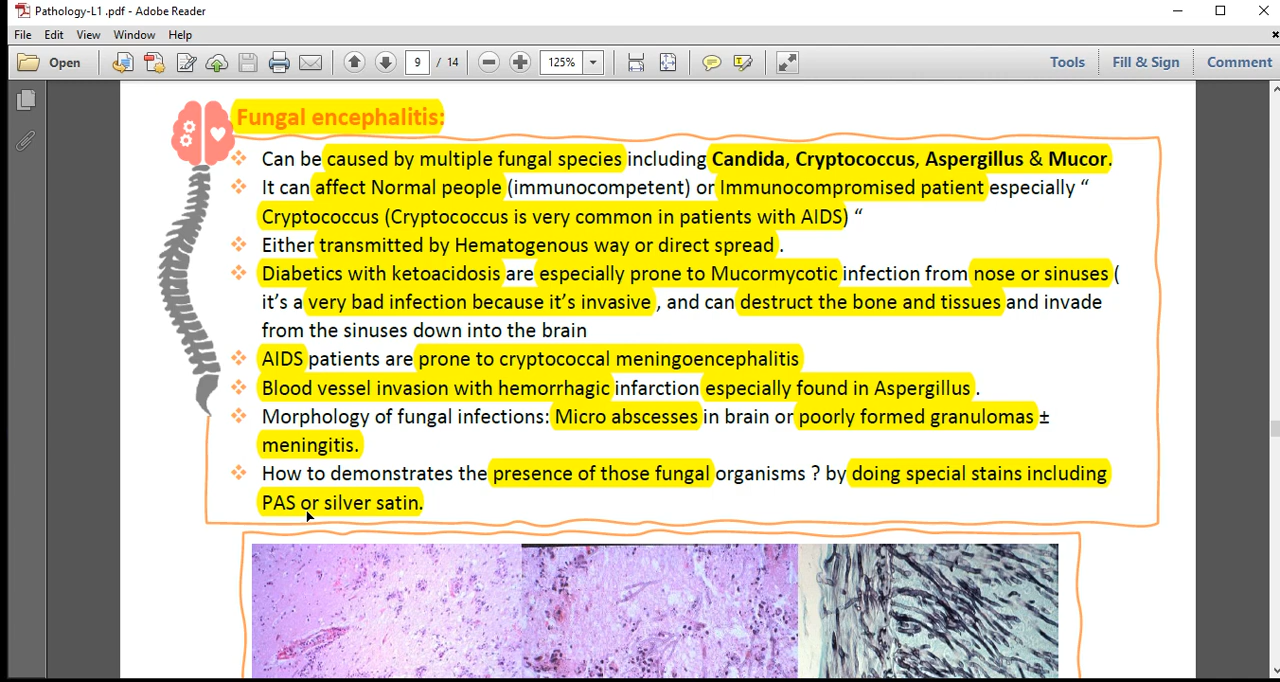 Pathology-L1 .pdf - Adobe Reader
File Edit View Window Help
Open 9 / 14 125% Tools Fill & Sign Comment
Fungal encephalitis:
Can be caused by multiple fungal species including Candida, Cryptococcus, Aspergillus & Mucor.
It can affect Normal people (immunocompetent) or Immunocompromised patient especially “
Cryptococcus (Cryptococcus is very common in patients with AIDS) “
Either transmitted by Hematogenous way or direct spread .
Diabetics with ketoacidosis are especially prone to Mucormycotic infection from nose or sinuses (
it’s a very bad infection because it’s invasive , and can destruct the bone and tissues and invade
from the sinuses down into the brain
AIDS patients are prone to cryptococcal meningoencephalitis
Blood vessel invasion with hemorrhagic infarction especially found in Aspergillus .
Morphology of fungal infections: Micro abscesses in brain or poorly formed granulomas ±
meningitis.
How to demonstrates the presence of those fungal organisms ? by doing special stains including
PAS or silver satin.